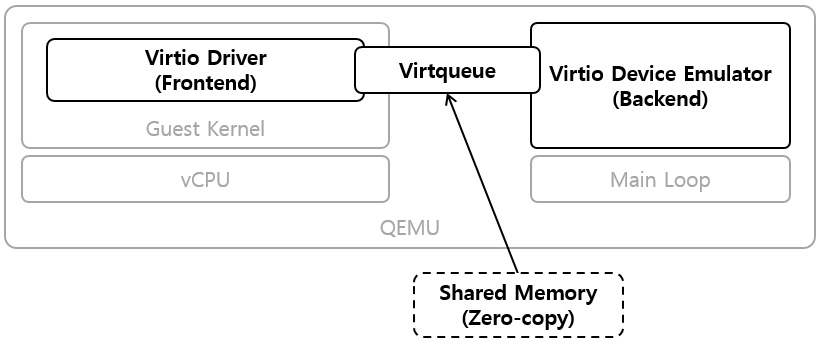 Virtio Driver
(Frontend)
Virtqueue
Virtio Device Emulator
(Backend)
Guest Kernel
vCPU
Main Loop
QEMU
Shared Memory
(Zero-copy)